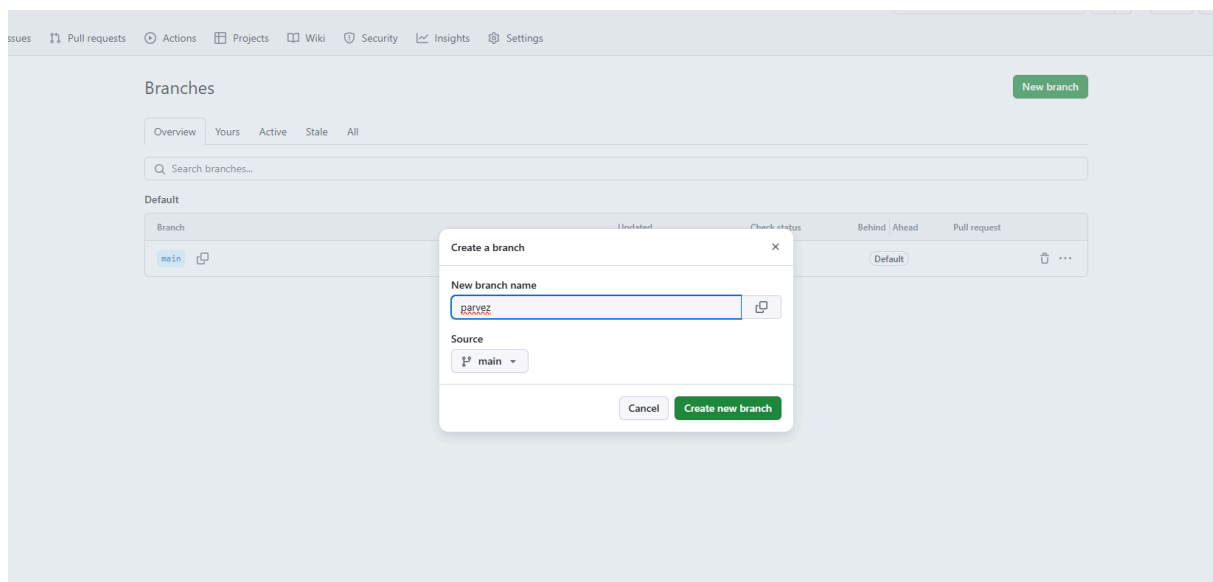 ssues Pull requests Actions Projects Wiki Security Insights Settings
Branches New branch
Overview Yours Active Stale All
Search branches...
Default
Branch Updated Check status Behind Ahead Pull request
main Default
Create a branch
New branch name
parvez
Source
main
Cancel Create new branch